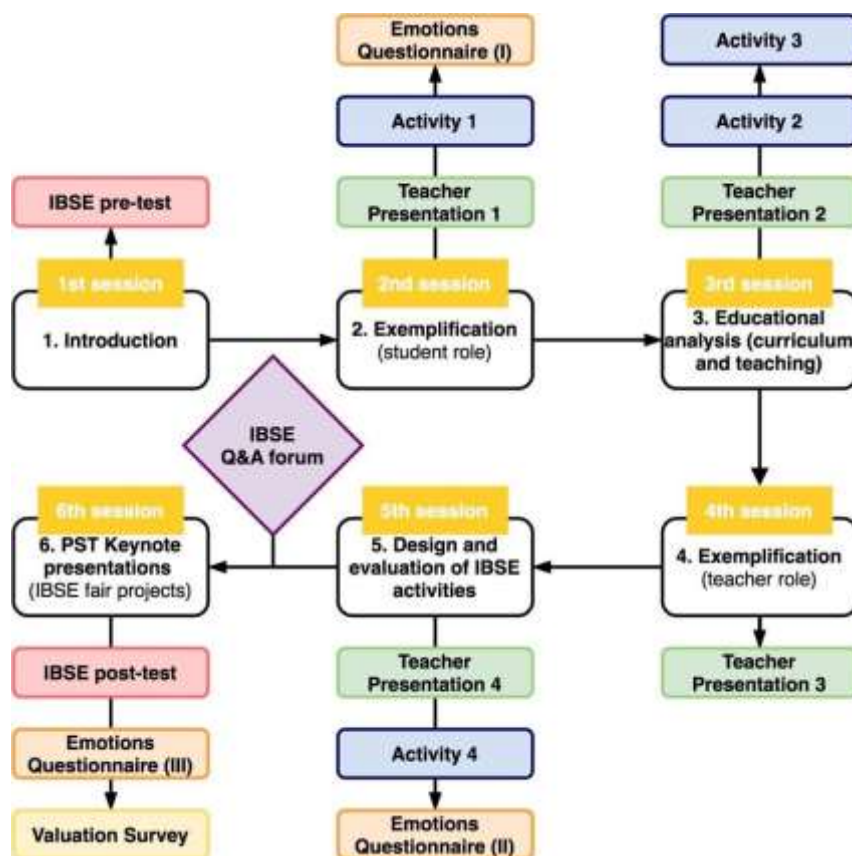 Emotions
Questionnaire (I)
Activity 3
Activity 1
Activity 2
IBSE pre-test
Teacher
Presentation 1
Teacher
Presentation 2
1st session
1. Introduction
2nd session
2. Exemplification
(student role)
3rd session
3. Educational
analysis (curriculum
and teaching)
IBSE
Q&A forum
4th session
4. Exemplification
(teacher role)
5th session
5. Design and
evaluation of IBSE
activities
6th session
6. PST Keynote
presentations
(IBSE fair projects)
IBSE post-test
Teacher
Presentation 4
Teacher
Presentation 3
Emotions
Questionnaire (III)
Activity 4
Valuation Survey
Emotions
Questionnaire (II)